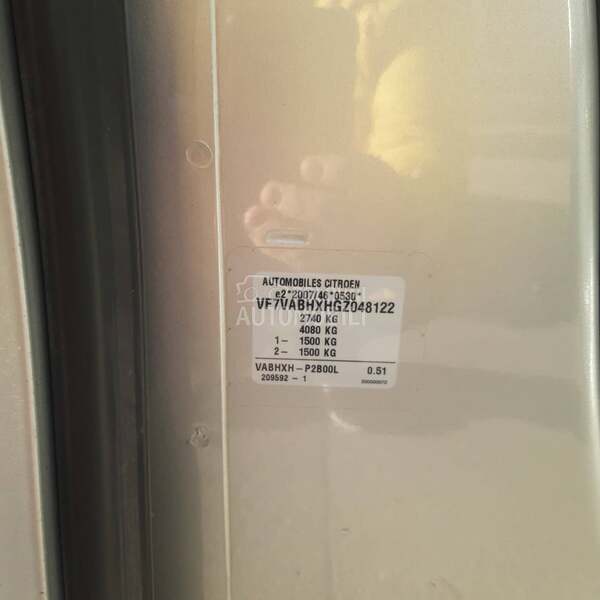 AUTOMOBILES CITROEN
e2*2007/46*0530*
VF7VABHXHGZ048122
2740 KG
4080 KG
1- 1500 KG
2- 1500 KG
VABHXH-P2B00L 0.51
209592 - 1